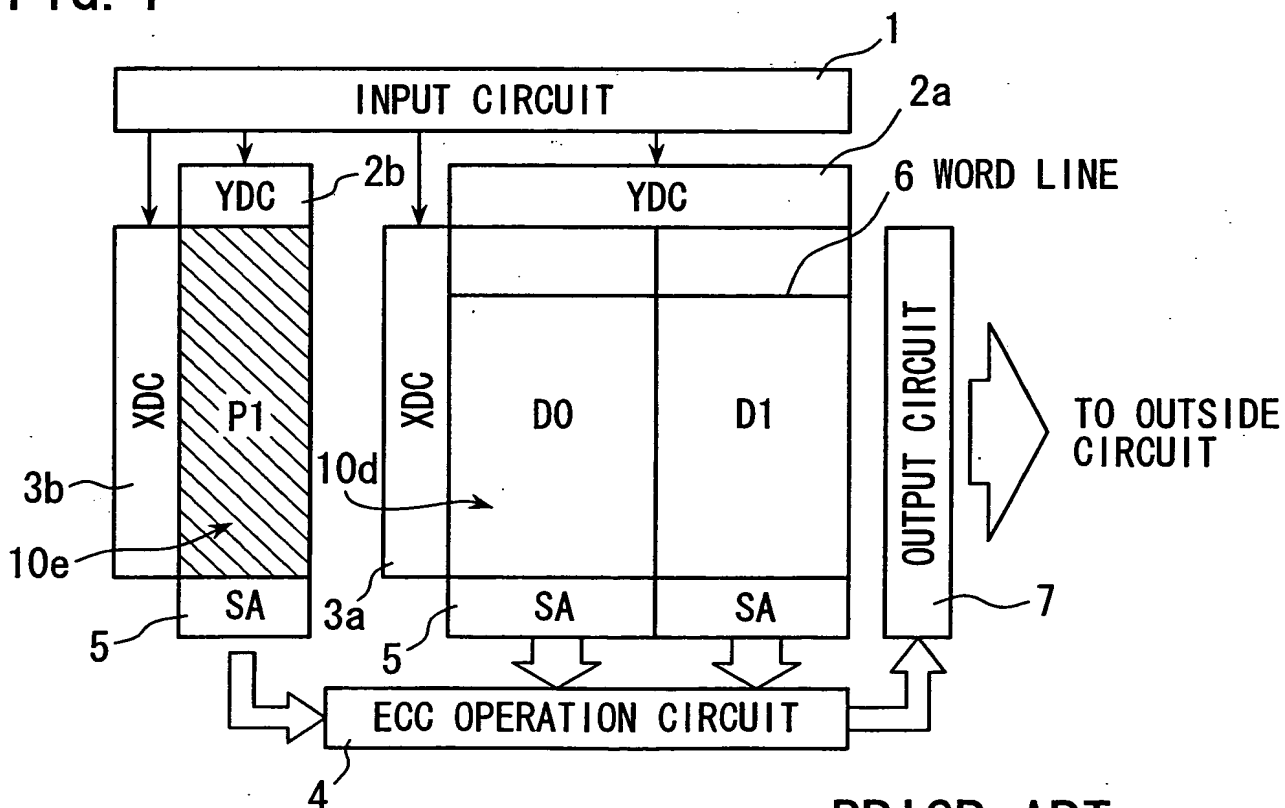 1
INPUT CIRCUIT
2a
2b
6 WORD LINE
YDC
YDC
XDC
P1
XDC
D0
D1
OUTPUT CIRCUIT
TO OUTSIDE
CIRCUIT
3b
10d
10e
SA
3a
SA
SA
7
5
5
ECC OPERATION CIRCUIT
4